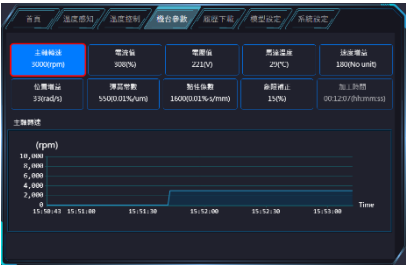 首頁 溫度感知 溫度控制 機台參數 履歷下載 模型設定 系統設定
主軸轉速 電流值 電壓值 馬達溫度 速度增益
3000(rpm) 308(%) 221(V) 29(℃) 180(No unit)
位置增益 彈簧常數 黏性係數 背隙補正 加工時間
33(rad/s) 550(0.01%/um) 1600(0.01%·s/mm) 15(%) 00:12:07(hh:mm:ss)
主軸轉速
(rpm)
10,000
8,000
6,000
4,000
2,000
0
15:50:43 15:51:00 15:51:30 15:52:00 15:52:30 15:53:00
Time